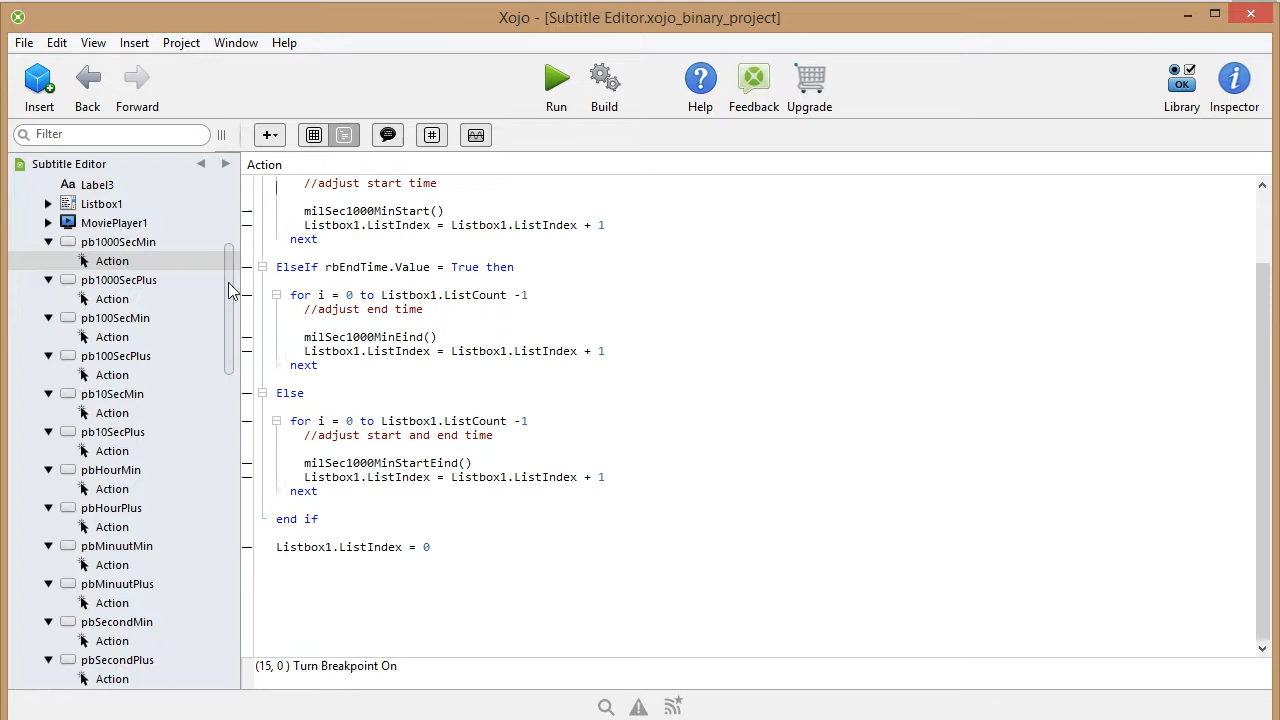 Xojo - [Subtitle Editor.xojo_binary_project]
File Edit View Insert Project Window Help
Insert Back Forward Run Build Help Feedback Upgrade OK Library Inspector
Filter
Subtitle Editor
Action
Aa Label3
Listbox1
MoviePlayer1
pb1000SecMin
Action
pb1000SecPlus
Action
pb100SecMin
Action
pb100SecPlus
Action
pb10SecMin
Action
pb10SecPlus
Action
pbHourMin
Action
pbHourPlus
Action
pbMinuutMin
Action
pbMinuutPlus
Action
pbSecondMin
Action
pbSecondPlus
Action
//adjust start time
milSec1000MinStart()
Listbox1.ListIndex = Listbox1.ListIndex + 1
next
ElseIf rbEndTime.Value = True then
for i = 0 to Listbox1.ListCount -1
//adjust end time
milSec1000MinEind()
Listbox1.ListIndex = Listbox1.ListIndex + 1
next
Else
for i = 0 to Listbox1.ListCount -1
//adjust start and end time
milSec1000MinStartEind()
Listbox1.ListIndex = Listbox1.ListIndex + 1
next
end if
Listbox1.ListIndex = 0
(15, 0 ) Turn Breakpoint On